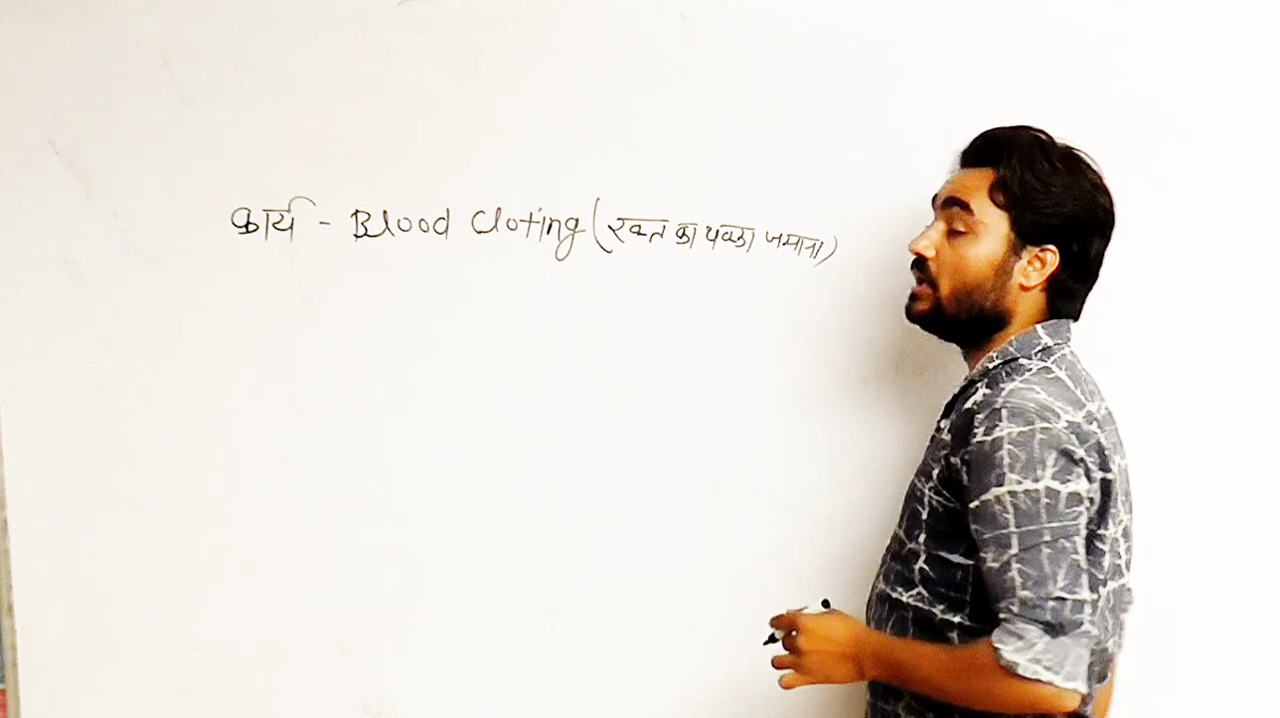 कार्य - Blood Cloting (रक्त का थक्का जमाना)